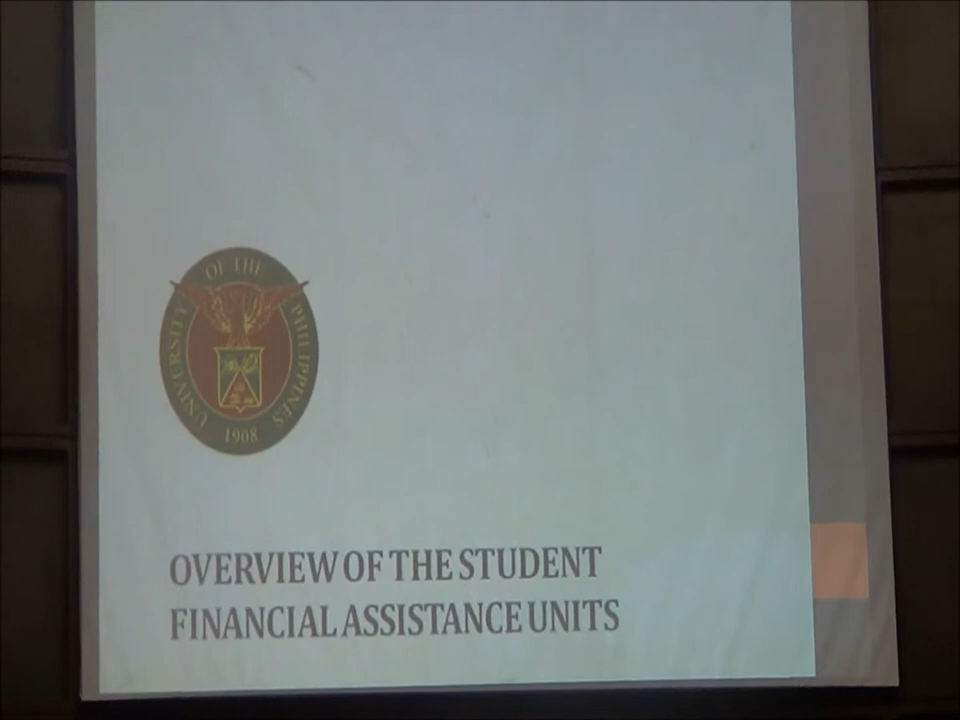 UNIVERSITY OF THE PHILIPPINES
1908
OVERVIEW OF THE STUDENT
FINANCIAL ASSISTANCE UNITS